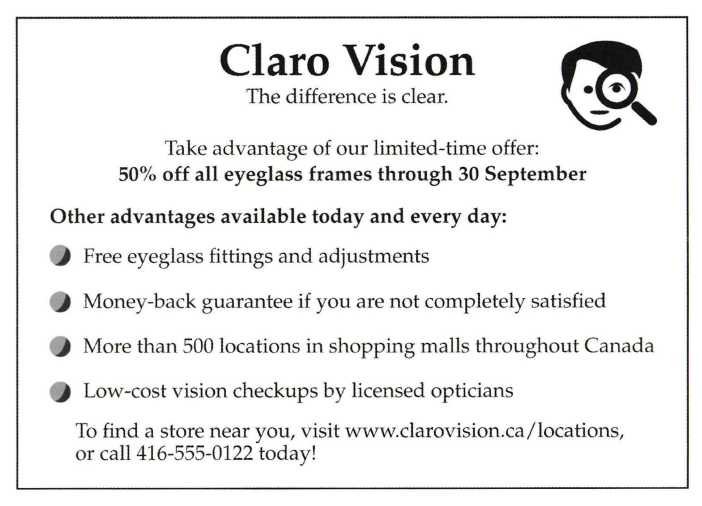 Claro Vision
The difference is clear.
Take advantage of our limited-time offer:
50% off all eyeglass frames through 30 September
Other advantages available today and every day:
Free eyeglass fittings and adjustments
Money-back guarantee if you are not completely satisfied
More than 500 locations in shopping malls throughout Canada
Low-cost vision checkups by licensed opticians
To find a store near you, visit www.clarovision.ca/locations,
or call 416-555-0122 today!